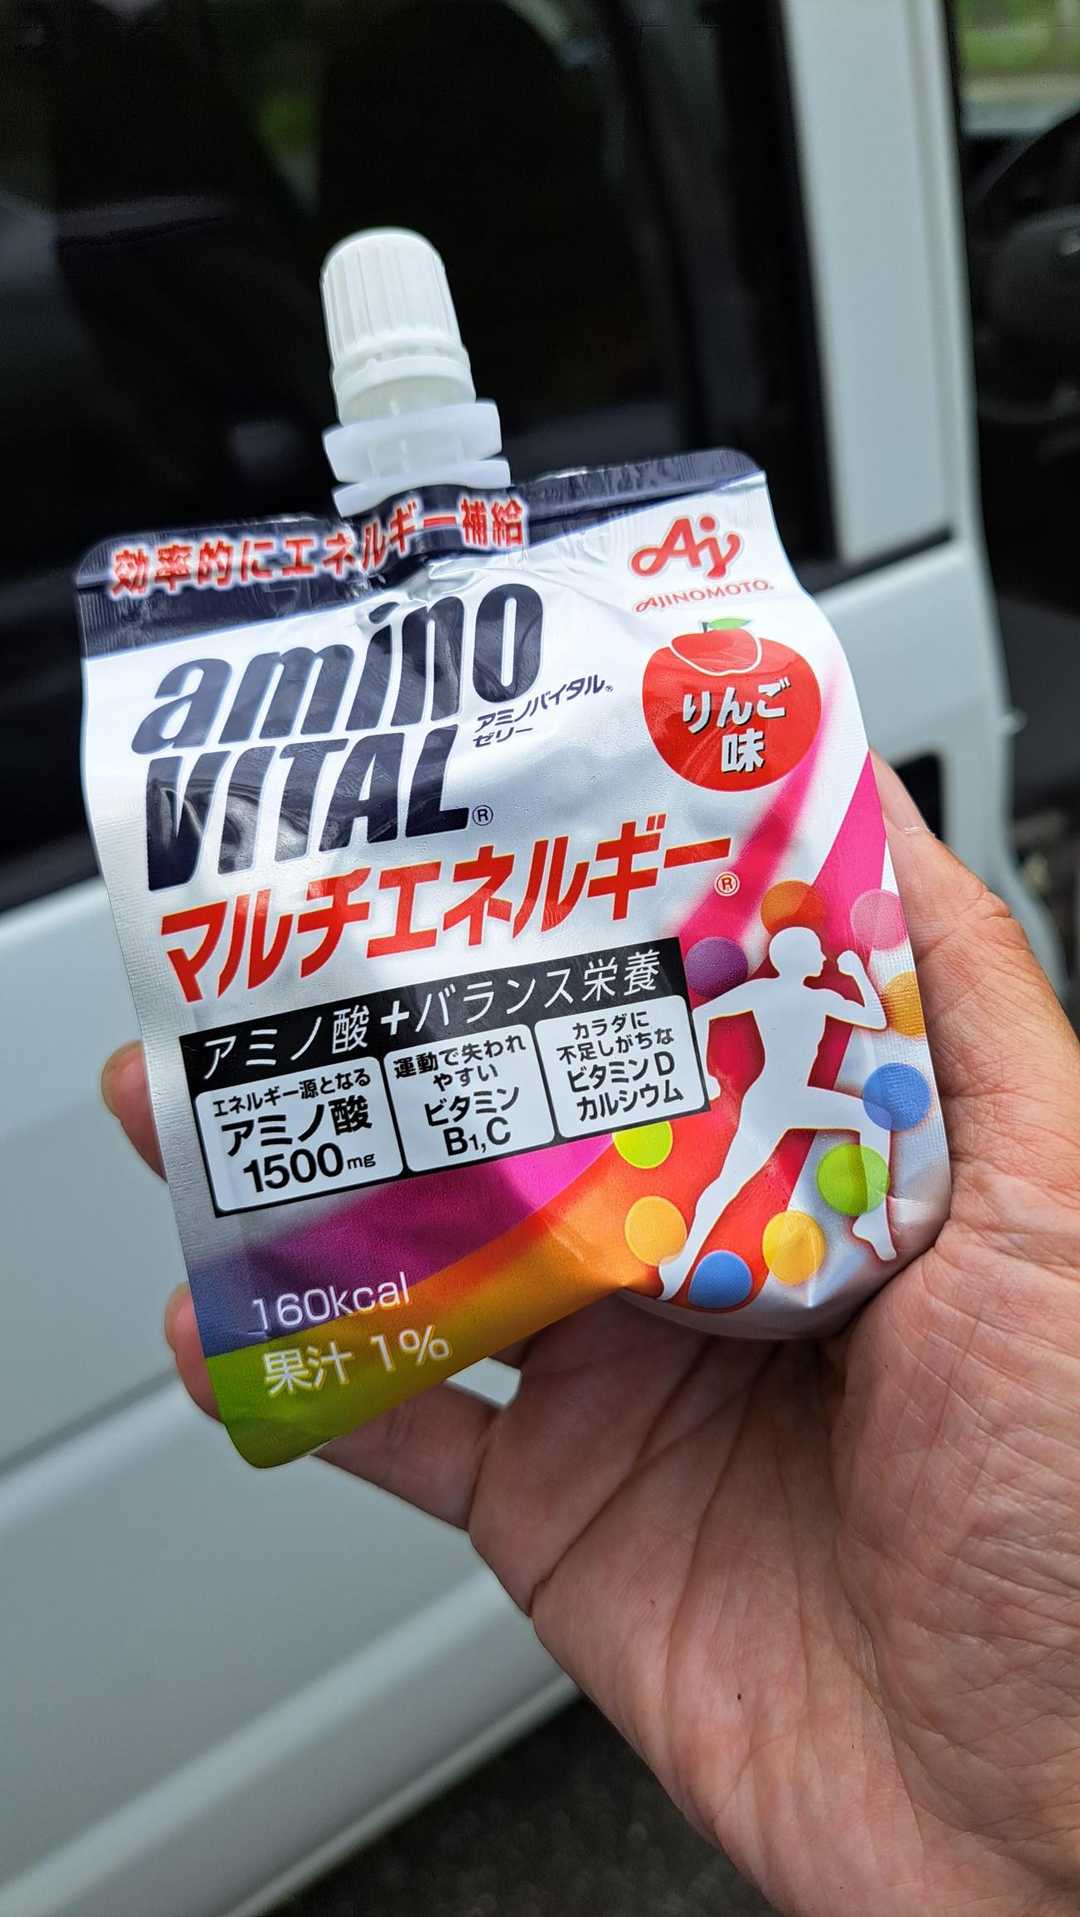 効率的にエネルギー補給
Aj
AJINOMOTO®
amino
VITAL®
アミノバイタル®
ゼリー
りんご
味
マルチエネルギー®
アミノ酸+バランス栄養
エネルギー源となる
アミノ酸
1500mg
運動で失われ
やすい
ビタミン
B1,C
カラダに
不足しがちな
ビタミンD
カルシウム
160kcal
果汁 1%